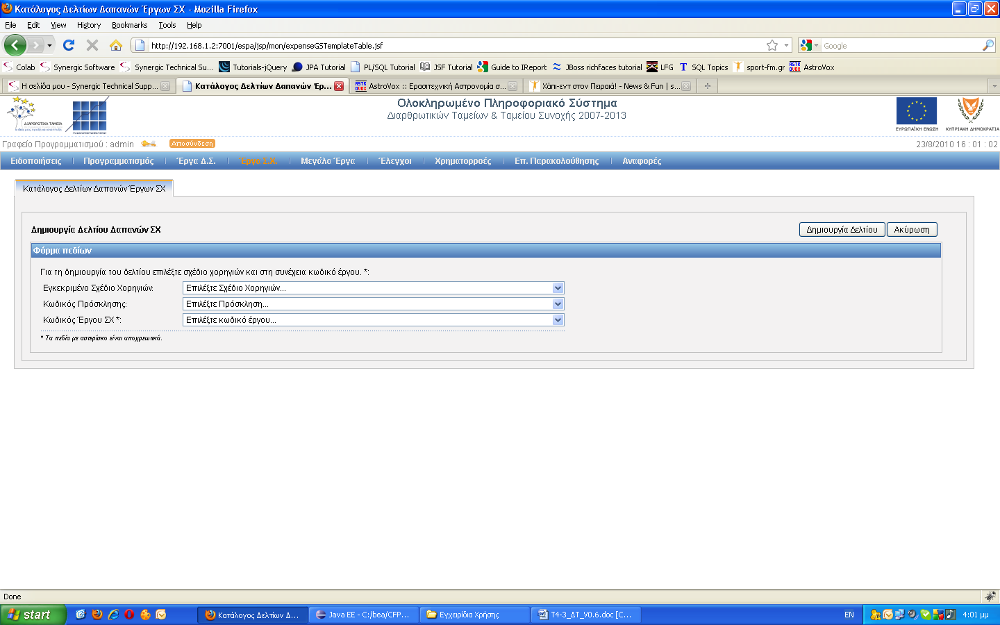 Κατάλογος Δελτίων Δαπανών Έργων ΣΧ - Mozilla Firefox
File Edit View History Bookmarks Tools Help
http://192.168.1.2:7001/espa/jsp/mon/expenseGSTemplateTable.jsf
Google
Colab Synergic Software Synergic Technical Su... Tutorials-jQuery JPA Tutorial PL/SQL Tutorial JSF Tutorial Guide to IReport JBoss richfaces tutorial LFG SQL Topics sport-fm.gr AstroVox
Η σελίδα μου - Synergic Technical Supp... Κατάλογος Δελτίων Δαπανών Έρ... AstroVox :: Ερασιτεχνική Αστρονομία σ... Χάπι-εντ στον Πειραιά! - News & Fun | s...
Ολοκληρωμένο Πληροφοριακό Σύστημα
Διαρθρωτικών Ταμείων & Ταμείου Συνοχής 2007-2013
ΔΙΑΡΘΡΩΤΙΚΑ ΤΑΜΕΙΑ
ΕΥΡΩΠΑΪΚΗ ΕΝΩΣΗ ΚΥΠΡΙΑΚΗ ΔΗΜΟΚΡΑΤΙΑ
Γραφείο Προγραμματισμού : admin Αποσύνδεση 23/8/2010 16 : 01 : 02
Ειδοποιήσεις Προγραμματισμός Έργα Δ.Σ. Έργα Σ.Χ. Μεγάλα Έργα Έλεγχοι Χρηματορροές Επ. Παρακολούθησης Αναφορές
Κατάλογος Δελτίων Δαπανών Έργων ΣΧ
Δημιουργία Δελτίου Δαπανών ΣΧ Δημιουργία Δελτίου Ακύρωση
Φόρμα πεδίων
Για τη δημιουργία του δελτίου επιλέξτε σχέδιο χορηγιών και στη συνέχεια κωδικό έργου. *:
Εγκεκριμένο Σχέδιο Χορηγιών: Επιλέξτε Σχέδιο Χορηγιών...
Κωδικός Πρόσκλησης: Επιλέξτε Πρόσκληση...
Κωδικός Έργου ΣΧ *: Επιλέξτε κωδικό έργου...
* Τα πεδία με αστερίσκο είναι υποχρεωτικά.
Done
start Κατάλογος Δελτίων Δ... Java EE - C:/bea/CFP... Εγχειρίδια Χρήσης T4-3_ΔΤ_V0.6.doc [C... EN 4:01 μμ